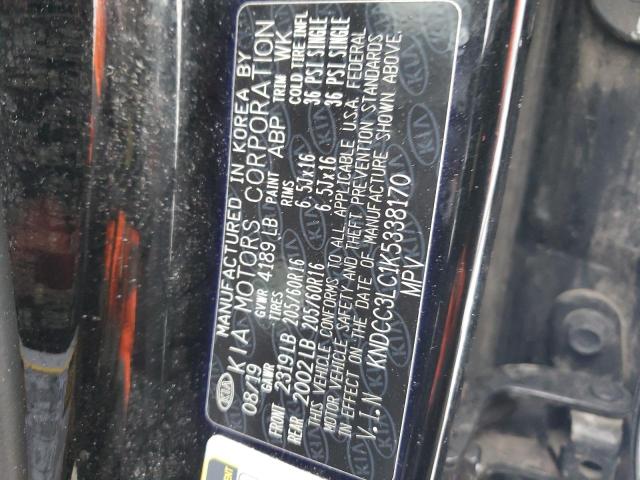 MANUFACTURED IN KOREA BY
KIA KIA MOTORS CORPORATION
08/19 GVWR 4,189 LB PAINT ABP TRIM WK
GAWR TIRES RIMS COLD TIRE INFL
FRONT 2319LB 205/60R16 6.5Jx16 36 PSI SINGLE
REAR 2002LB 205/60R16 6.5Jx16 36 PSI SINGLE
THIS VEHICLE CONFORMS TO ALL APPLICABLE U.S.A. FEDERAL
MOTOR VEHICLE SAFETY AND THEFT PREVENTION STANDARDS
IN EFFECT ON THE DATE OF MANUFACTURE SHOWN ABOVE.
V.I.N KNDCC3LC1K5338170
MPV